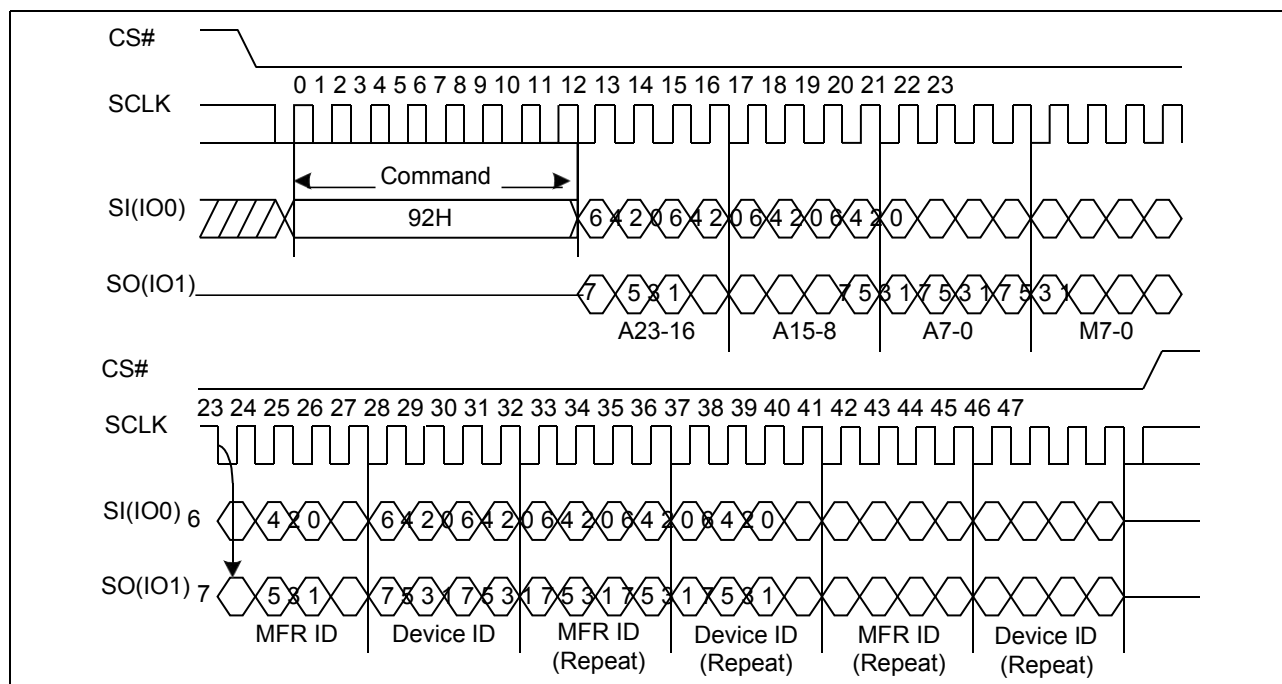 CS#
0 1 2 3 4 5 6 7 8 9 10 11 12 13 14 15 16 17 18 19 20 21 22 23
SCLK
Command
SI(IO0)
92H
6 4 2 0 6 4 2 0 6 4 2 0 6 4 2 0
SO(IO1)
7 5 3 1 7 5 3 1 7 5 3 1 7 5 3 1
A23-16 A15-8 A7-0 M7-0
CS#
23 24 25 26 27 28 29 30 31 32 33 34 35 36 37 38 39 40 41 42 43 44 45 46 47
SCLK
SI(IO0) 6 4 2 0 6 4 2 0 6 4 2 0 6 4 2 0 6 4 2 0 6 4 2 0
SO(IO1) 7 5 3 1 7 5 3 1 7 5 3 1 7 5 3 1 7 5 3 1 7 5 3 1
MFR ID Device ID MFR ID Device ID MFR ID Device ID
(Repeat) (Repeat) (Repeat) (Repeat)